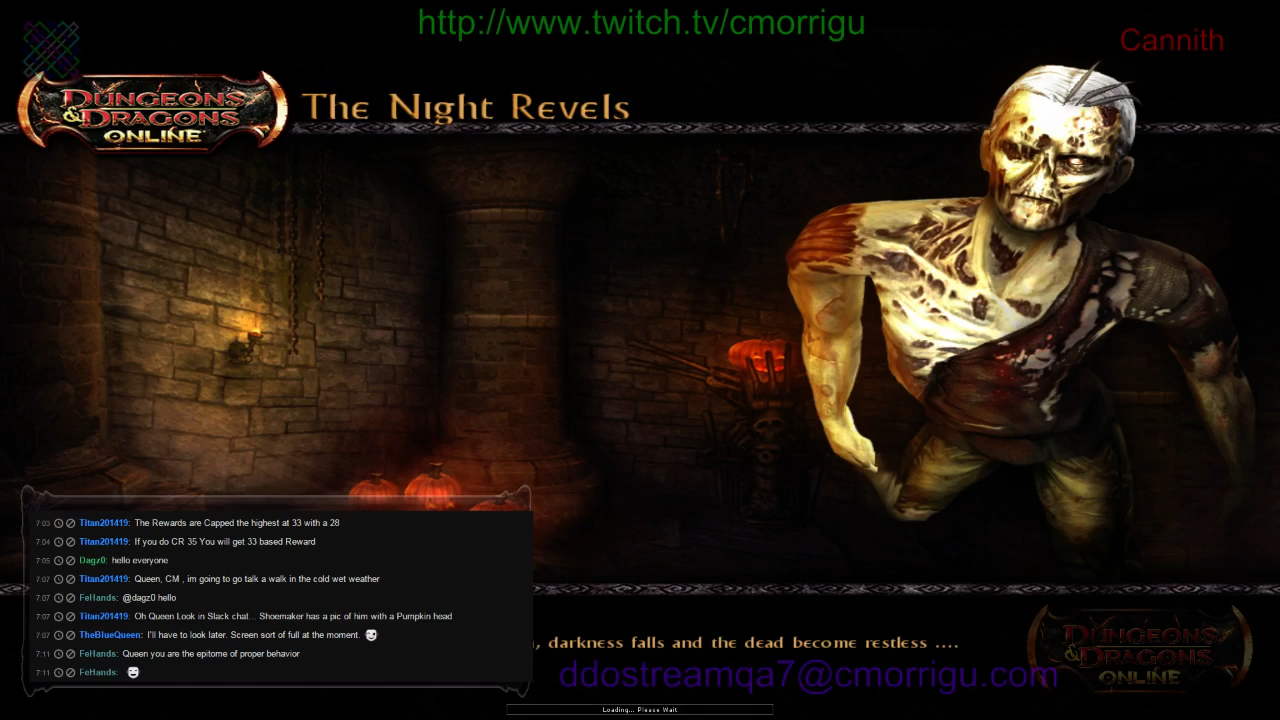 http://www.twitch.tv/cmorrigu
Cannith
DUNGEONS
& DRAGONS
ONLINE
The Night Revels
7:03 Titan201419: The Rewards are Capped the highest at 33 with a 28
7:04 Titan201419: If you do CR 35 You will get 33 based Reward
7:05 Dagz0: hello everyone
7:07 Titan201419: Queen, CM , im going to go talk a walk in the cold wet weather
7:07 FeHands: @dagz0 hello
7:07 Titan201419: Oh Queen Look in Slack chat... Shoemaker has a pic of him with a Pumpkin head
7:07 TheBlueQueen: I'll have to look later. Screen sort of full at the moment.
7:11 FeHands: Queen you are the epitome of proper behavior
7:11 FeHands:
, darkness falls and the dead become restless ....
ddostreamqa7@cmorrigu.com
DUNGEONS
& DRAGONS
ONLINE
Loading... Please Wait